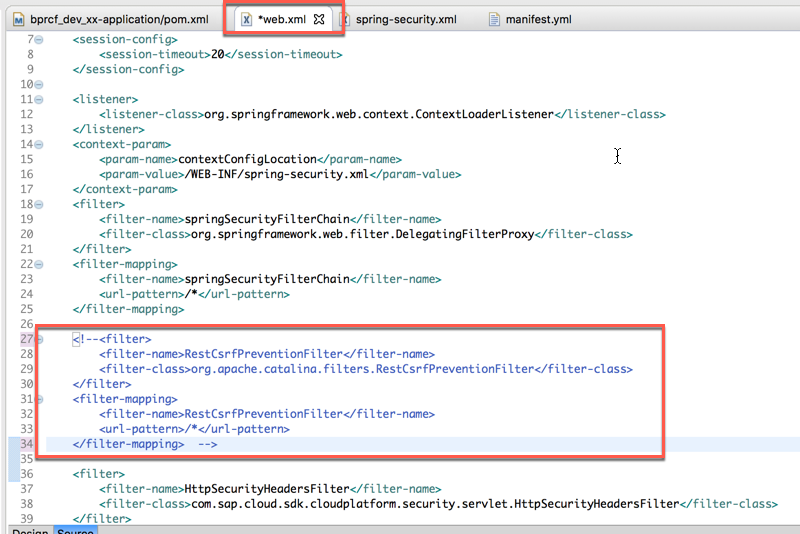 bprcf_dev_xx-application/pom.xml *web.xml spring-security.xml manifest.yml
7 <session-config>
8 <session-timeout>20</session-timeout>
9 </session-config>
10
11 <listener>
12 <listener-class>org.springframework.web.context.ContextLoaderListener</listener-class>
13 </listener>
14 <context-param>
15 <param-name>contextConfigLocation</param-name>
16 <param-value>/WEB-INF/spring-security.xml</param-value>
17 </context-param>
18 <filter>
19 <filter-name>springSecurityFilterChain</filter-name>
20 <filter-class>org.springframework.web.filter.DelegatingFilterProxy</filter-class>
21 </filter>
22 <filter-mapping>
23 <filter-name>springSecurityFilterChain</filter-name>
24 <url-pattern>/*</url-pattern>
25 </filter-mapping>
26
27 <!--<filter>
28 <filter-name>RestCsrfPreventionFilter</filter-name>
29 <filter-class>org.apache.catalina.filters.RestCsrfPreventionFilter</filter-class>
30 </filter>
31 <filter-mapping>
32 <filter-name>RestCsrfPreventionFilter</filter-name>
33 <url-pattern>/*</url-pattern>
34 </filter-mapping> -->
35
36 <filter>
37 <filter-name>HttpSecurityHeadersFilter</filter-name>
38 <filter-class>com.sap.cloud.sdk.cloudplatform.security.servlet.HttpSecurityHeadersFilter</filter-class>
39 </filter>
Design Source